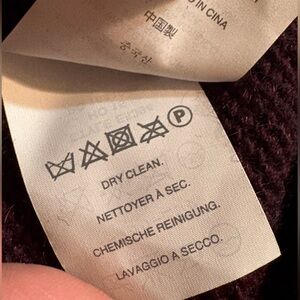 IN CINA
中国製
중국산
P
DRY CLEAN.
NETTOYER À SEC.
CHEMISCHE REINIGUNG.
LAVAGGIO A SECCO.